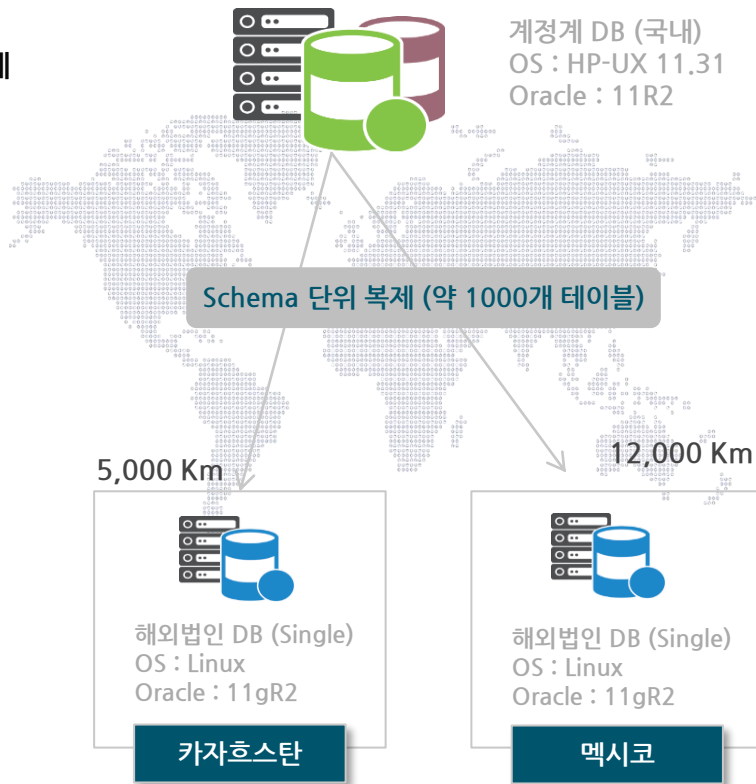 계정계 DB (국내)
OS : HP-UX 11.31
Oracle : 11R2
Schema 단위 복제 (약 1000개 테이블)
5,000 Km
12,000 Km
해외법인 DB (Single)
OS : Linux
Oracle : 11gR2
카자흐스탄
해외법인 DB (Single)
OS : Linux
Oracle : 11gR2
멕시코